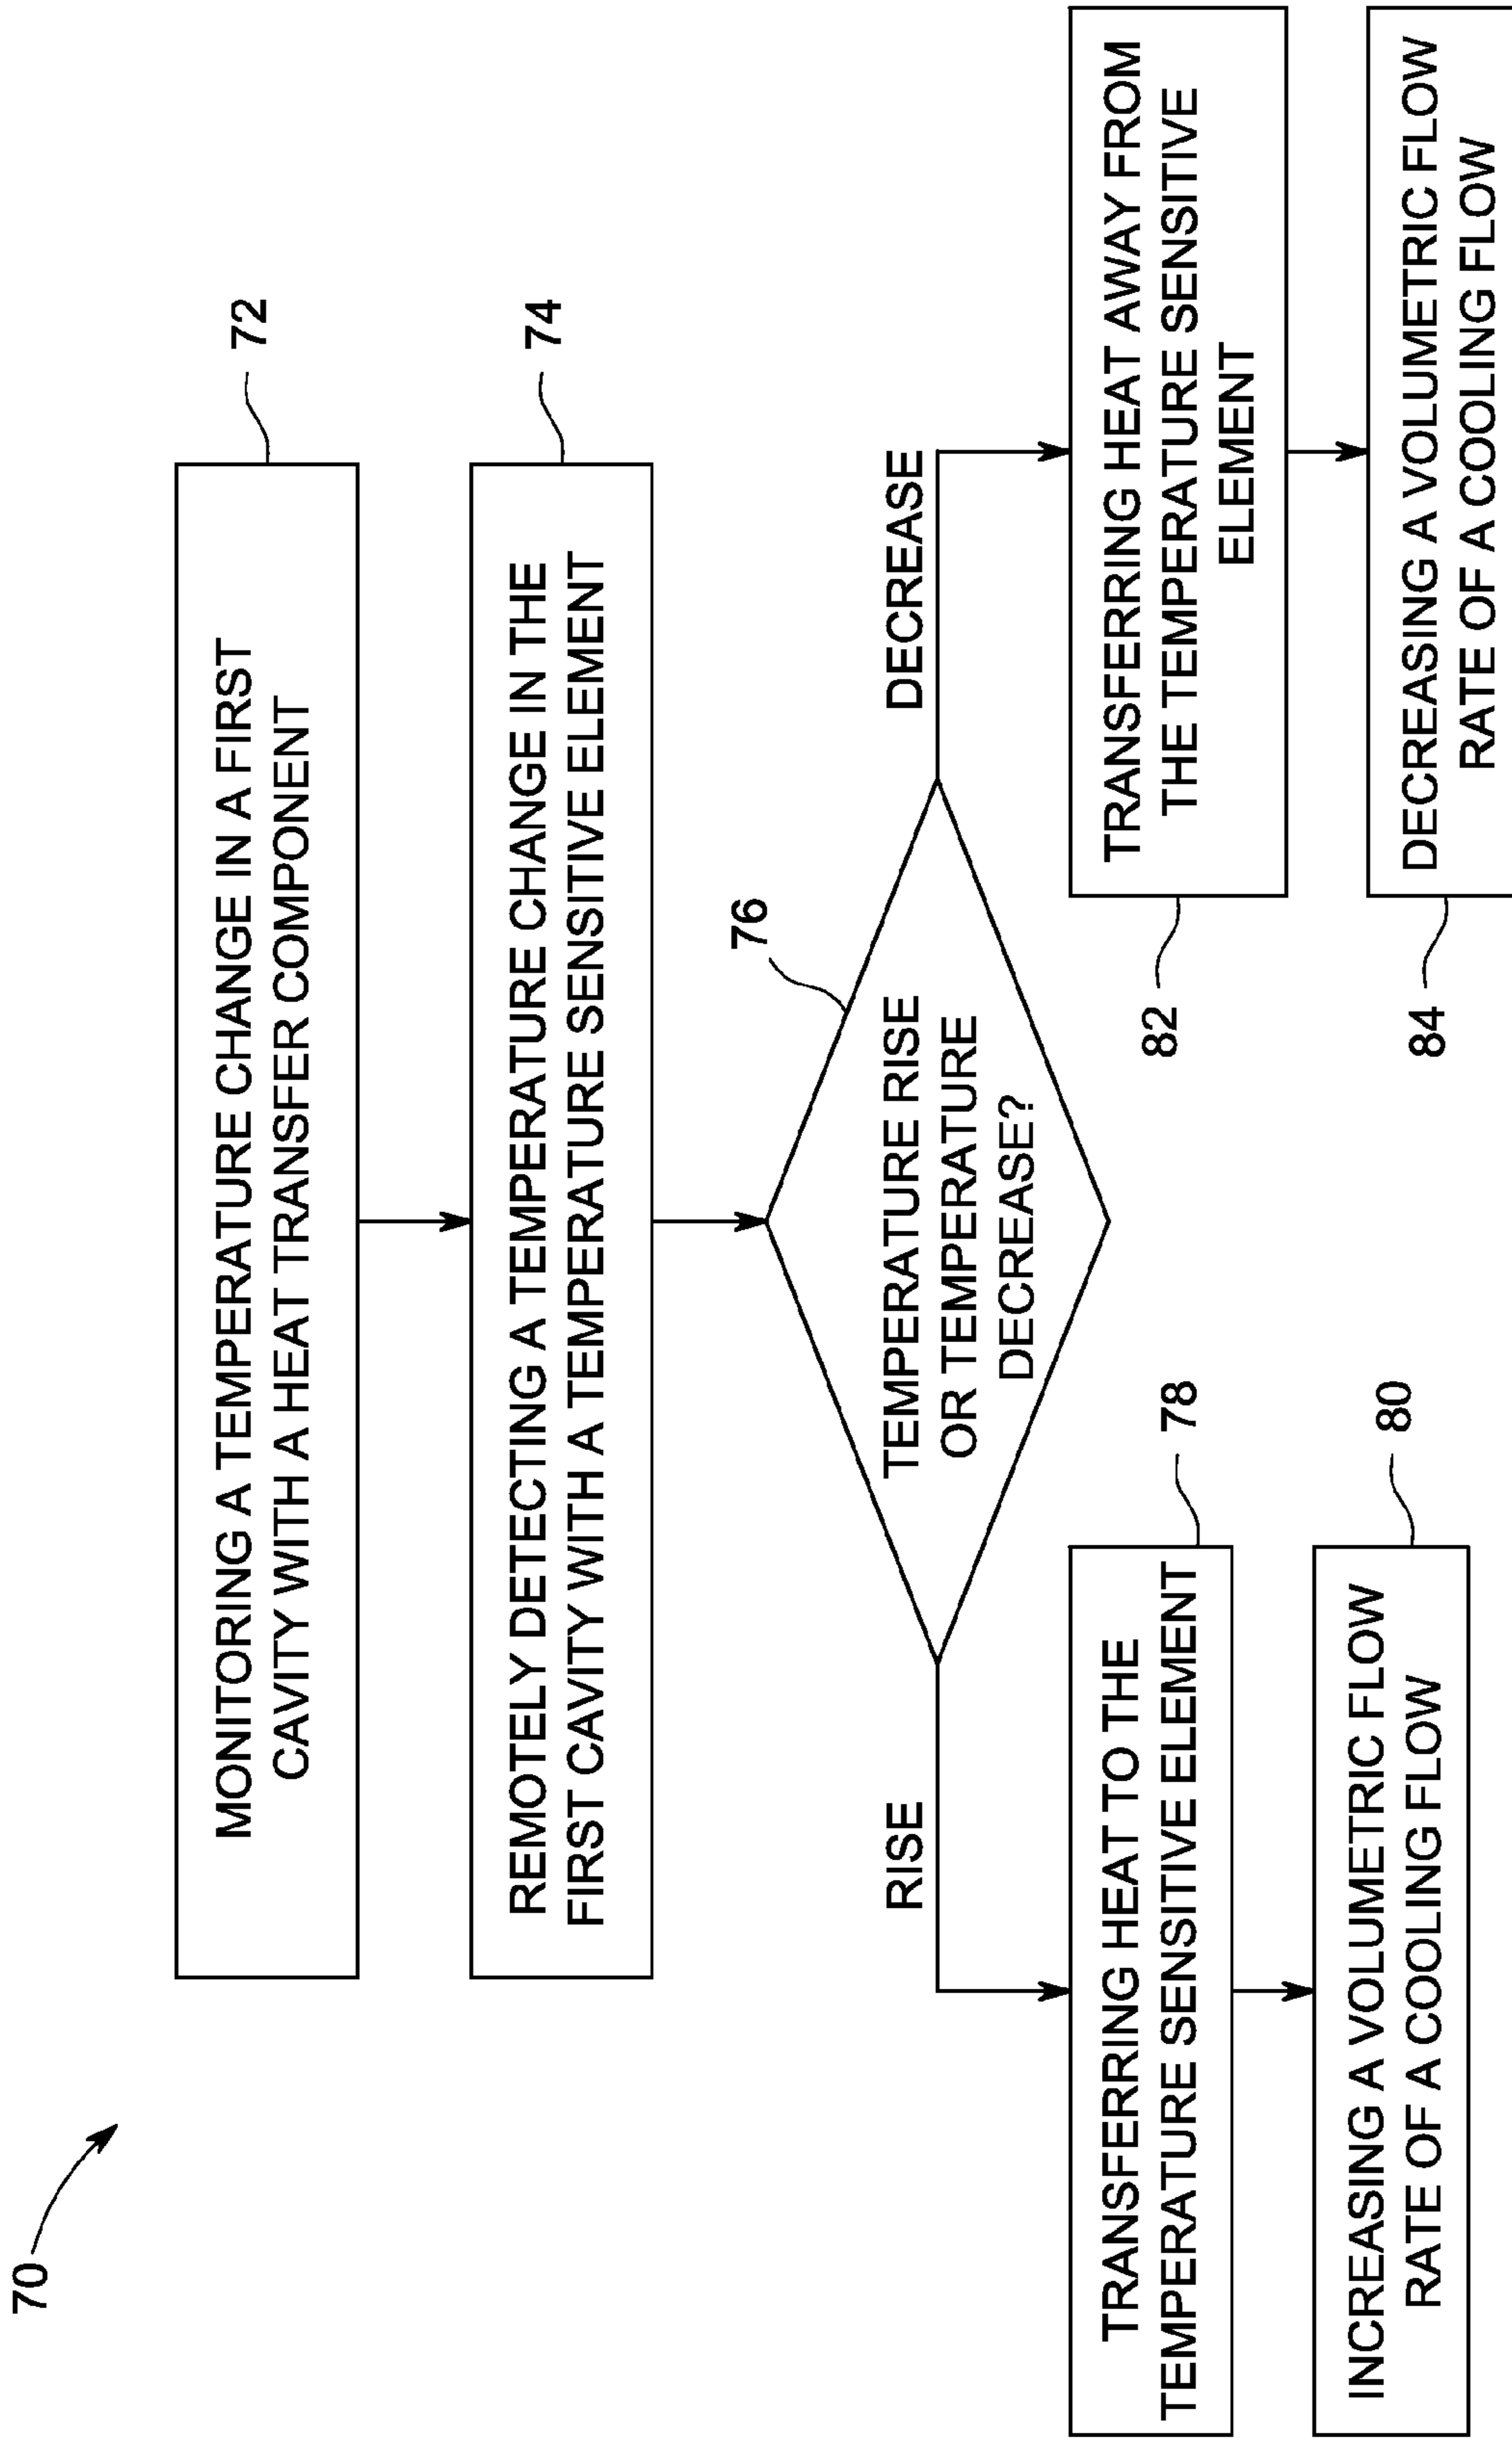 70
MONITORING A TEMPERATURE CHANGE IN A FIRST
CAVITY WITH A HEAT TRANSFER COMPONENT
72
REMOTELY DETECTING A TEMPERATURE CHANGE IN THE
FIRST CAVITY WITH A TEMPERATURE SENSITIVE ELEMENT
74
76
TEMPERATURE RISE
OR TEMPERATURE
DECREASE?
RISE
DECREASE
TRANSFERRING HEAT TO THE
TEMPERATURE SENSITIVE ELEMENT
78
INCREASING A VOLUMETRIC FLOW
RATE OF A COOLING FLOW
80
TRANSFERRING HEAT AWAY FROM
THE TEMPERATURE SENSITIVE
ELEMENT
82
DECREASING A VOLUMETRIC FLOW
RATE OF A COOLING FLOW
84